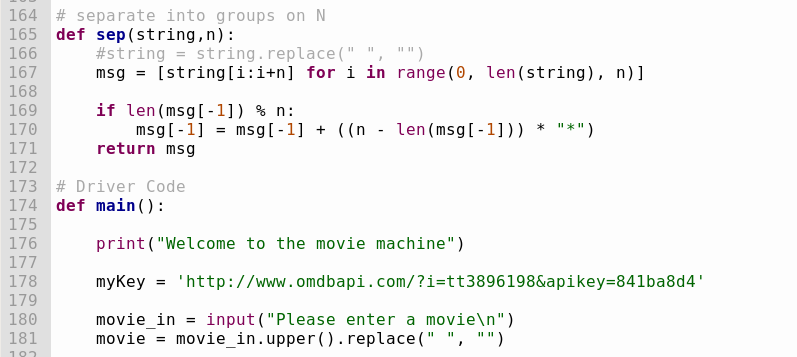 164 # separate into groups on N
165 def sep(string,n):
166     #string = string.replace(" ", "")
167     msg = [string[i:i+n] for i in range(0, len(string), n)]
168
169     if len(msg[-1]) % n:
170         msg[-1] = msg[-1] + ((n - len(msg[-1])) * "*")
171     return msg
172
173 # Driver Code
174 def main():
175
176     print("Welcome to the movie machine")
177
178     myKey = 'http://www.omdbapi.com/?i=tt3896198&apikey=841ba8d4'
179
180     movie_in = input("Please enter a movie\n")
181     movie = movie_in.upper().replace(" ", "")